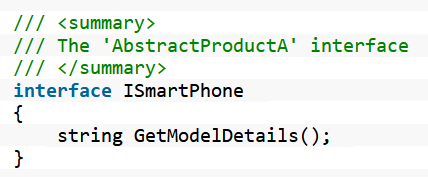 /// <summary>
/// The 'AbstractProductA' interface
/// </summary>
interface ISmartPhone
{
    string GetModelDetails();
}